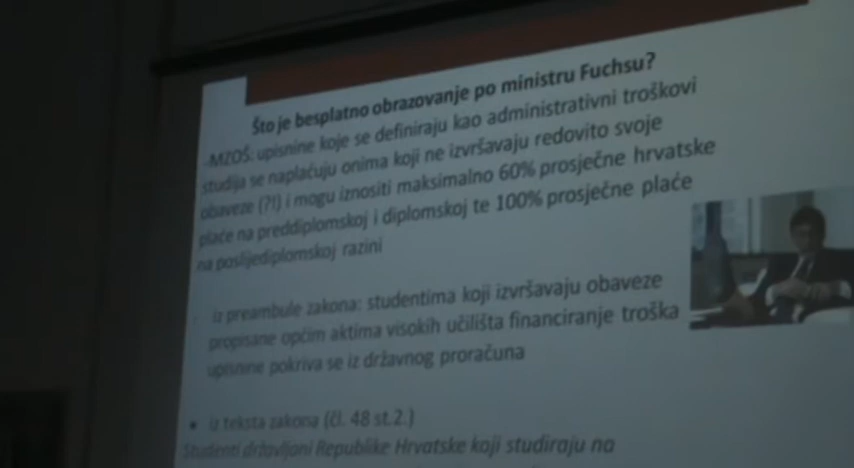 Što je besplatno obrazovanje po ministru Fuchsu?
-MZOŠ: upisnine koje se definiraju kao administrativni troškovi
studija se naplaćuju onima koji ne izvršavaju redovito svoje
obaveze (?!) i mogu iznositi maksimalno 60% prosječne hrvatske
plaće na preddiplomskoj i diplomskoj te 100% prosječne plaće
na poslijediplomskoj razini
iz preambule zakona: studentima koji izvršavaju obaveze
propisane općim aktima visokih učilišta financiranje troška
upisnine pokriva se iz državnog proračuna
• iz teksta zakona (čl. 48 st.2.)
Studenti državljani Republike Hrvatske koji studiraju na